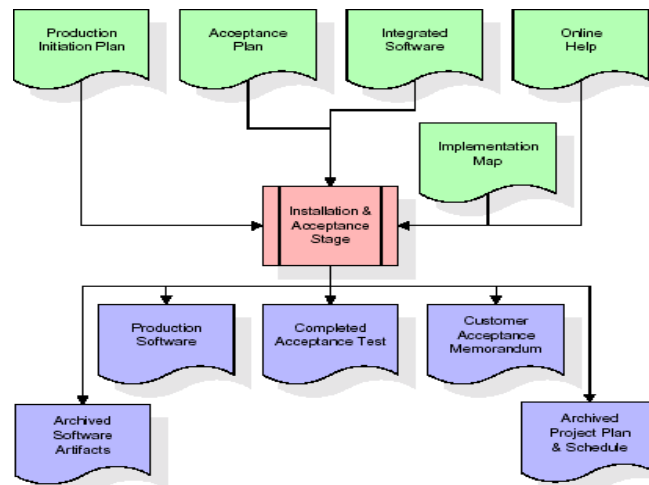 Production
Initiation Plan
Acceptance
Plan
Integrated
Software
Online
Help
Implementation
Map
Installation &
Acceptance
Stage
Production
Software
Completed
Acceptance Test
Customer
Acceptance
Memorandum
Archived
Software
Artifacts
Archived
Project Plan
& Schedule